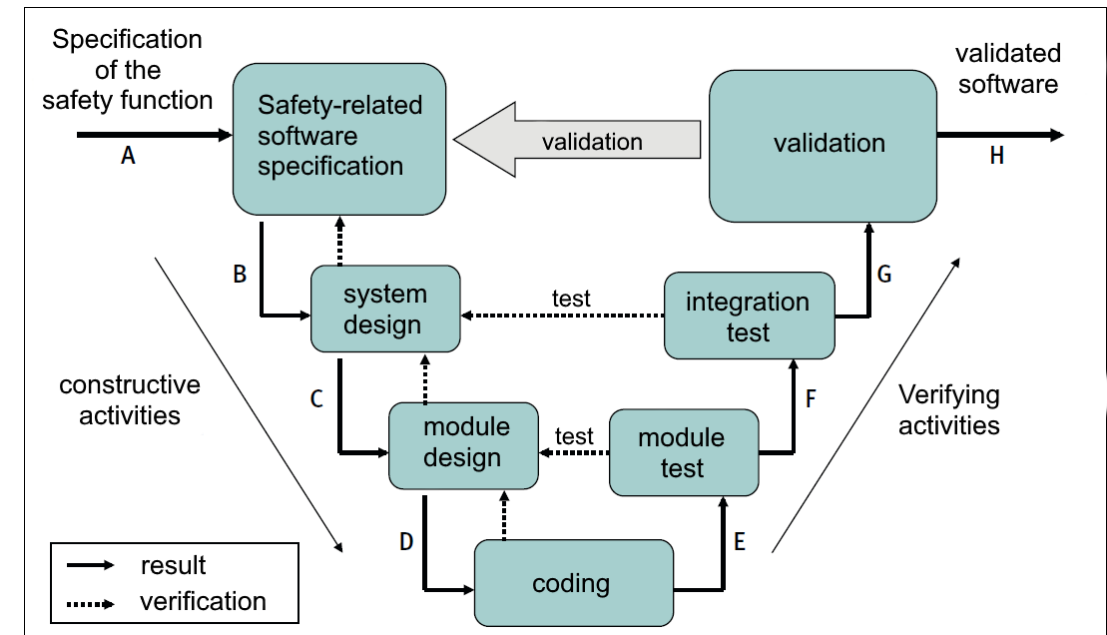 Specification
of the
safety function
A
Safety-related
software
specification
validation
validation
validated
software
H
B
system
design
test
integration
test
G
constructive
activities
C
module
design
test
module
test
F
Verifying
activities
D
coding
E
result
verification